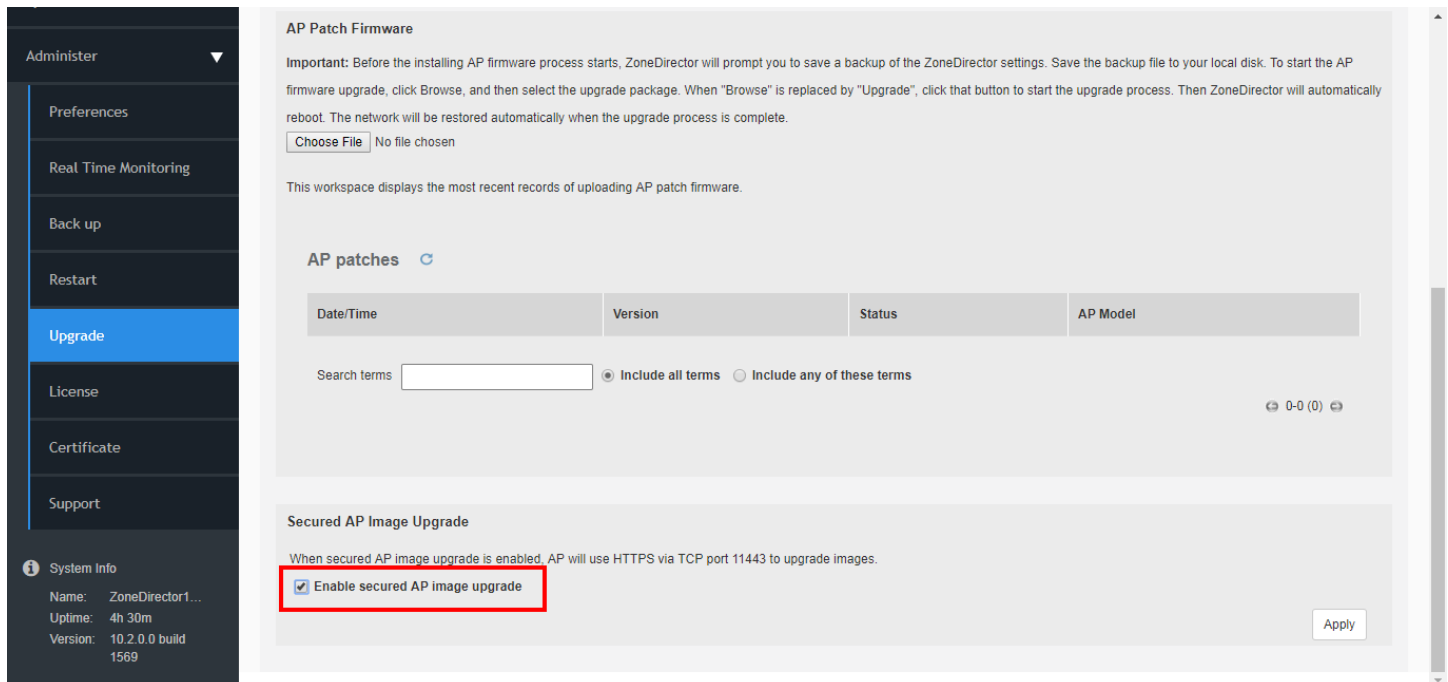 AP Patch Firmware
Administer
Important: Before the installing AP firmware process starts, ZoneDirector will prompt you to save a backup of the ZoneDirector settings. Save the backup file to your local disk. To start the AP
firmware upgrade, click Browse, and then select the upgrade package. When "Browse" is replaced by "Upgrade", click that button to start the upgrade process. Then ZoneDirector will automatically
reboot. The network will be restored automatically when the upgrade process is complete.
Choose File No file chosen
This workspace displays the most recent records of uploading AP patch firmware.
Preferences
Real Time Monitoring
Back up
Restart
Upgrade
License
Certificate
Support
AP patches
Date/Time Version Status AP Model
Search terms Include all terms Include any of these terms
0-0 (0)
Secured AP Image Upgrade
When secured AP image upgrade is enabled, AP will use HTTPS via TCP port 11443 to upgrade images.
Enable secured AP image upgrade
Apply
System Info
Name: ZoneDirector1...
Uptime: 4h 30m
Version: 10.2.0.0 build
1569